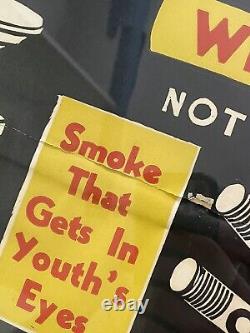 NOT
Smoke
That
Gets In
Youth's
Eyes